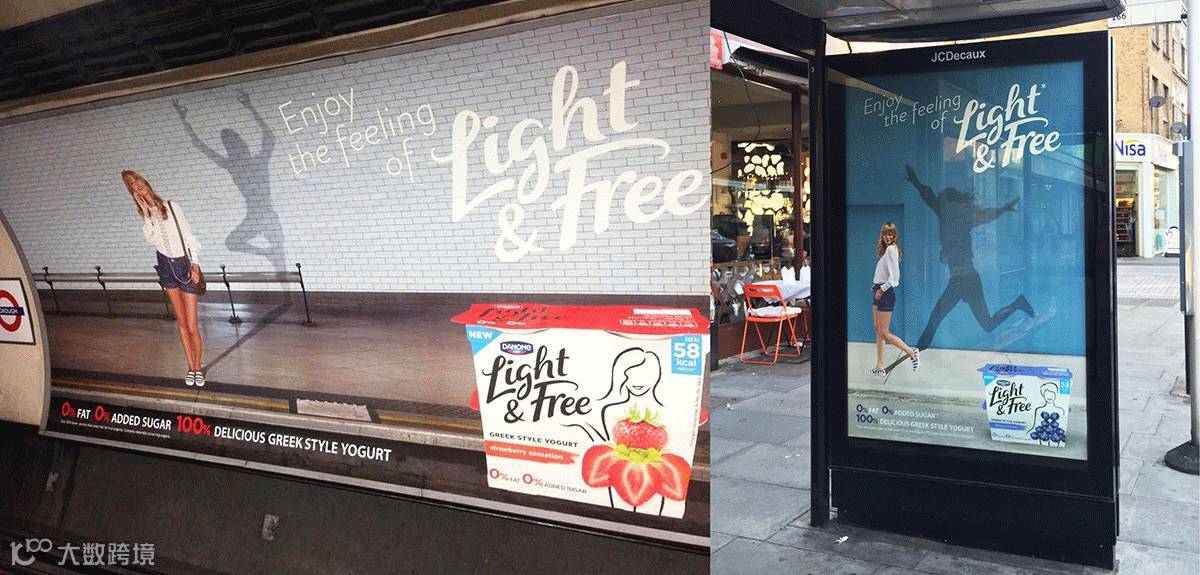 Enjoy
the feeling
of
Light
& Free
NEW
DANONE
58
kcal
Light
& Free
GREEK STYLE YOGURT
strawberry sensation
0% FAT 0% ADDED SUGAR
0% FAT 0% ADDED SUGAR 100% DELICIOUS GREEK STYLE YOGURT
大数跨境
JCDecaux
Enjoy
the feeling
of
Light*
& Free
Light
& Free
58
0% FAT 0% ADDED SUGAR
100% DELICIOUS GREEK STYLE YOGURT
266
Nisa